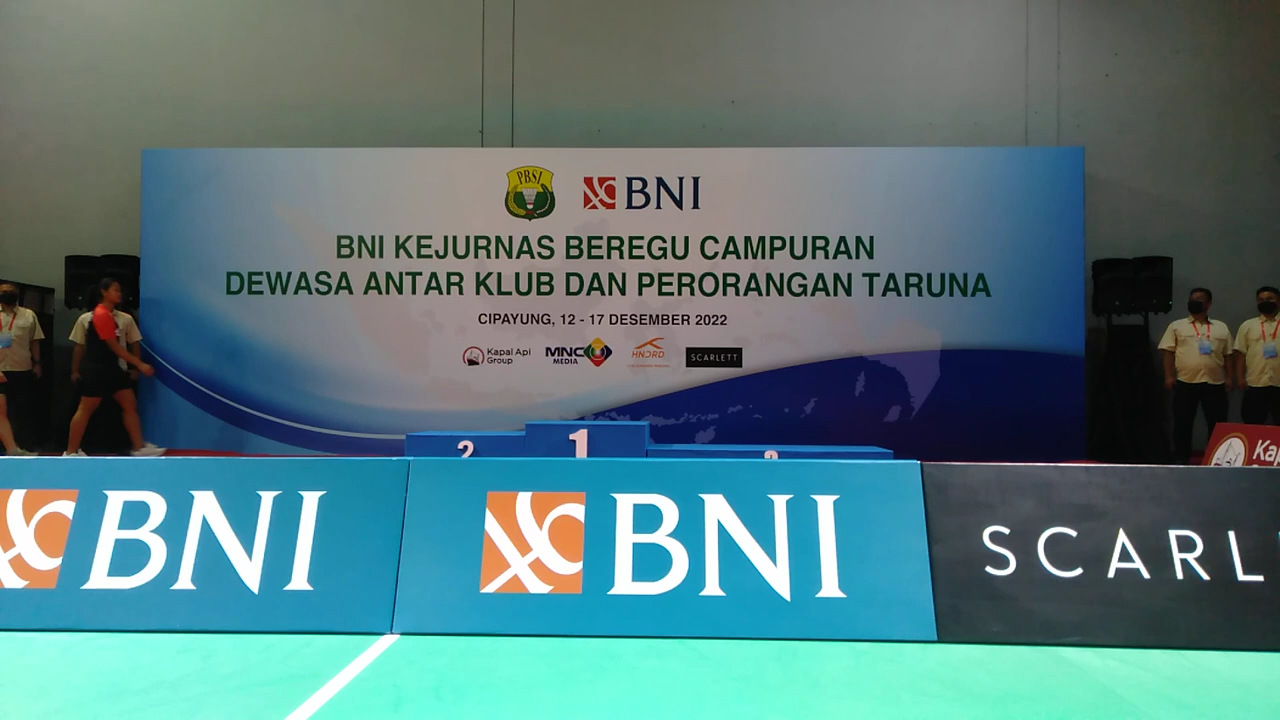 PBSI
BNI
BNI KEJURNAS BEREGU CAMPURAN
DEWASA ANTAR KLUB DAN PERORANGAN TARUNA
CIPAYUNG, 12 - 17 DESEMBER 2022
Kapal Api
Group
MNC
MEDIA
HNDRD
SCARLETT
2
1
3
Kap
BNI
BNI
SCARL